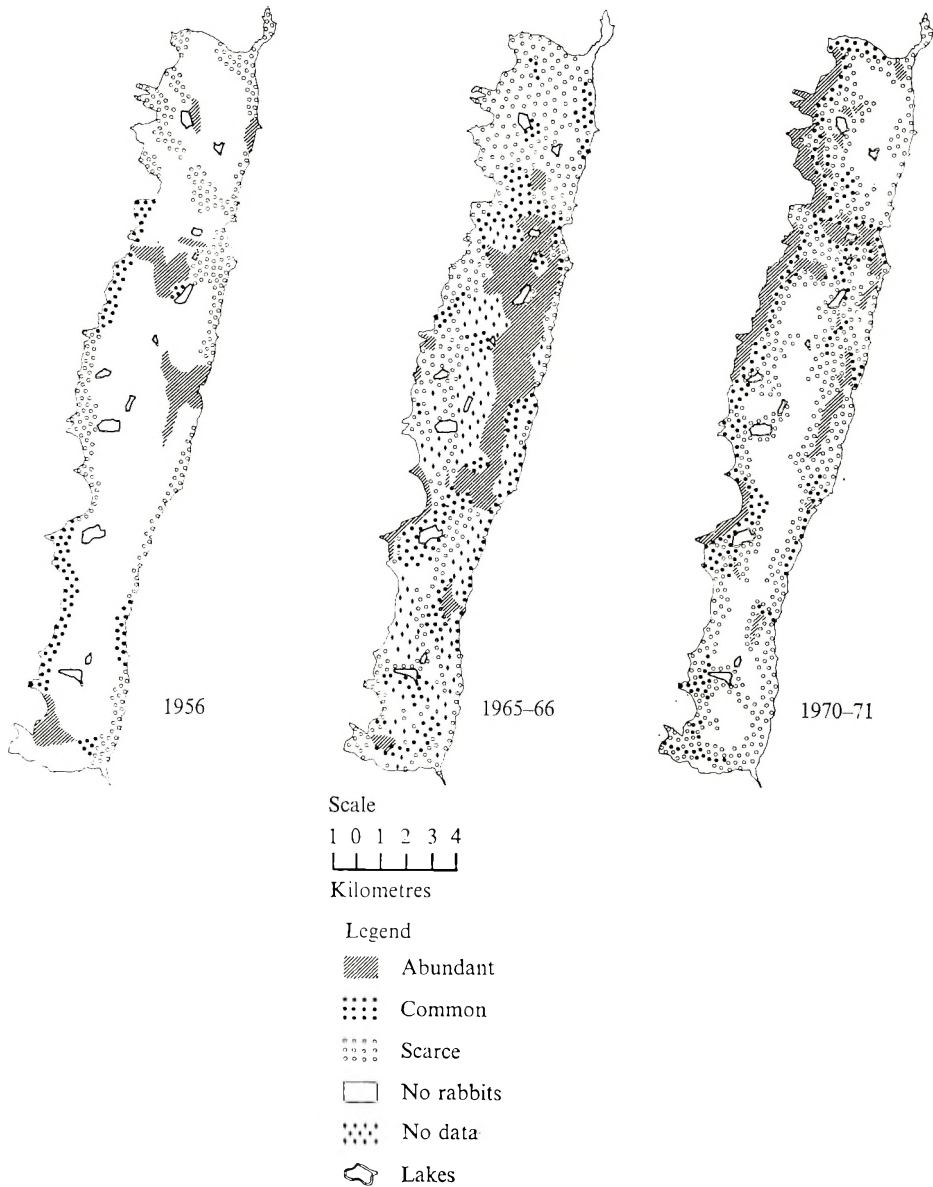 1956
1965–66
1970–71
Scale
1 0 1 2 3 4
Kilometres
Legend
Abundant
Common
Scarce
No rabbits
No data
Lakes